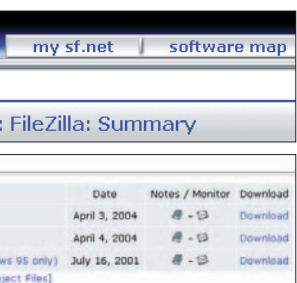 my sf.net software map
: FileZilla: Summary
Date Notes / Monitor Download
April 3, 2004 - Download
April 4, 2004 - Download
ws 95 only) July 16, 2001 - Download
ject Files]